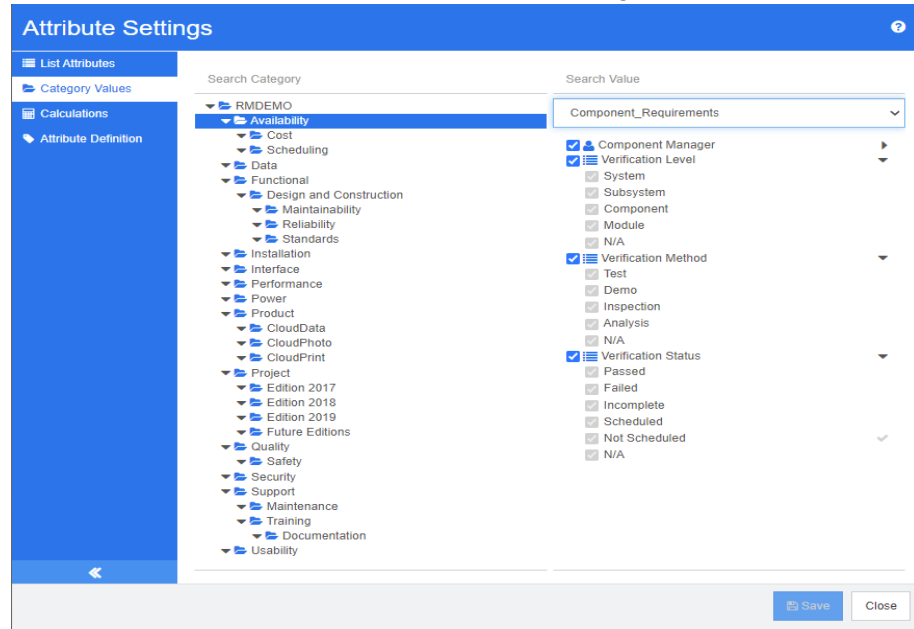 Attribute Settings
List Attributes
Category Values
Calculations
Attribute Definition
Search Category
RMDEMO
Availability
Cost
Scheduling
Data
Functional
Design and Construction
Maintainability
Reliability
Standards
Installation
Interface
Performance
Power
Product
CloudData
CloudPhoto
CloudPrint
Project
Edition 2017
Edition 2018
Edition 2019
Future Editions
Quality
Safety
Security
Support
Maintenance
Training
Documentation
Usability
Search Value
Component_Requirements
Component Manager
Verification Level
System
Subsystem
Component
Module
N/A
Verification Method
Test
Demo
Inspection
Analysis
N/A
Verification Status
Passed
Failed
Incomplete
Scheduled
Not Scheduled
N/A
Save
Close